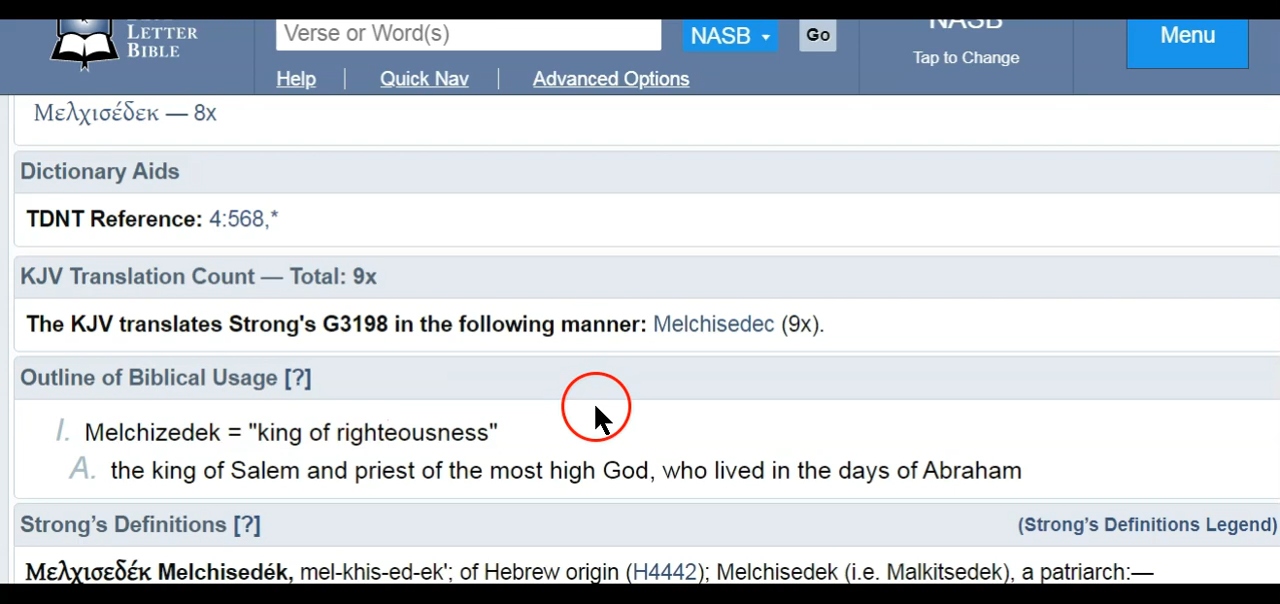 LETTER
BIBLE
Verse or Word(s)
NASB
Go
NASB
Tap to Change
Menu
Help | Quick Nav | Advanced Options
Μελχισέδεκ — 8x
Dictionary Aids
TDNT Reference: 4:568,*
KJV Translation Count — Total: 9x
The KJV translates Strong's G3198 in the following manner: Melchisedec (9x).
Outline of Biblical Usage [?]
I. Melchizedek = "king of righteousness"
A. the king of Salem and priest of the most high God, who lived in the days of Abraham
Strong’s Definitions [?]
(Strong’s Definitions Legend)
Μελχισεδέκ Melchisedék, mel-khis-ed-ek'; of Hebrew origin (H4442); Melchisedek (i.e. Malkitsedek), a patriarch:—